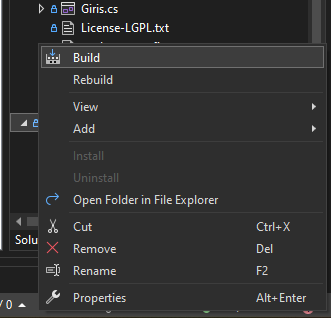 Giris.cs
License-LGPL.txt
Build
Rebuild
View
Add
Install
Uninstall
Open Folder in File Explorer
Cut Ctrl+X
Remove Del
Rename F2
Properties Alt+Enter
Solu
/ 0